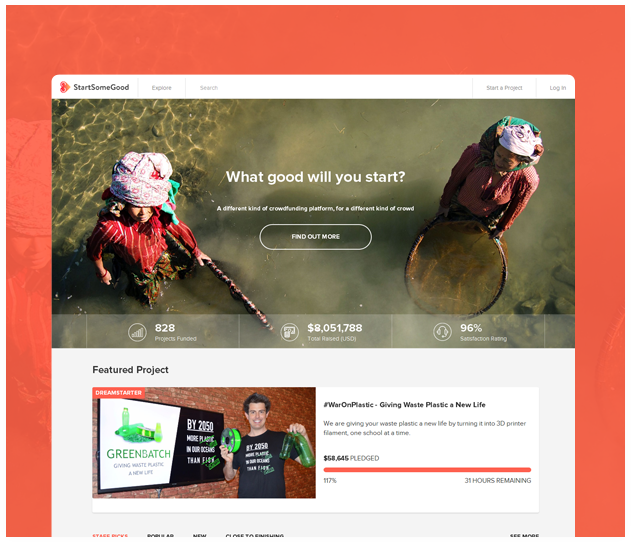 StartSomeGood
Explore
Search
Start a Project
Log In
What good will you start?
A different kind of crowdfunding platform, for a different kind of crowd
FIND OUT MORE
828
Projects Funded
$8,051,788
Total Raised (USD)
96%
Satisfaction Rating
Featured Project
DREAMSTARTER
GREENBATCH
GIVING WASTE PLASTIC
A NEW LIFE
BY 2050
MORE PLASTIC
IN OUR OCEANS
THAN FISH
BY 2050
MORE PLASTIC
IN OUR OCEANS
THAN FISH
#WarOnPlastic - Giving Waste Plastic a New Life
We are giving your waste plastic a new life by turning it into 3D printer
filament, one school at a time.
$58,645 PLEDGED
117%
31 HOURS REMAINING
STAFF PICKS
POPULAR
NEW
CLOSE TO FINISHING
SEE MORE